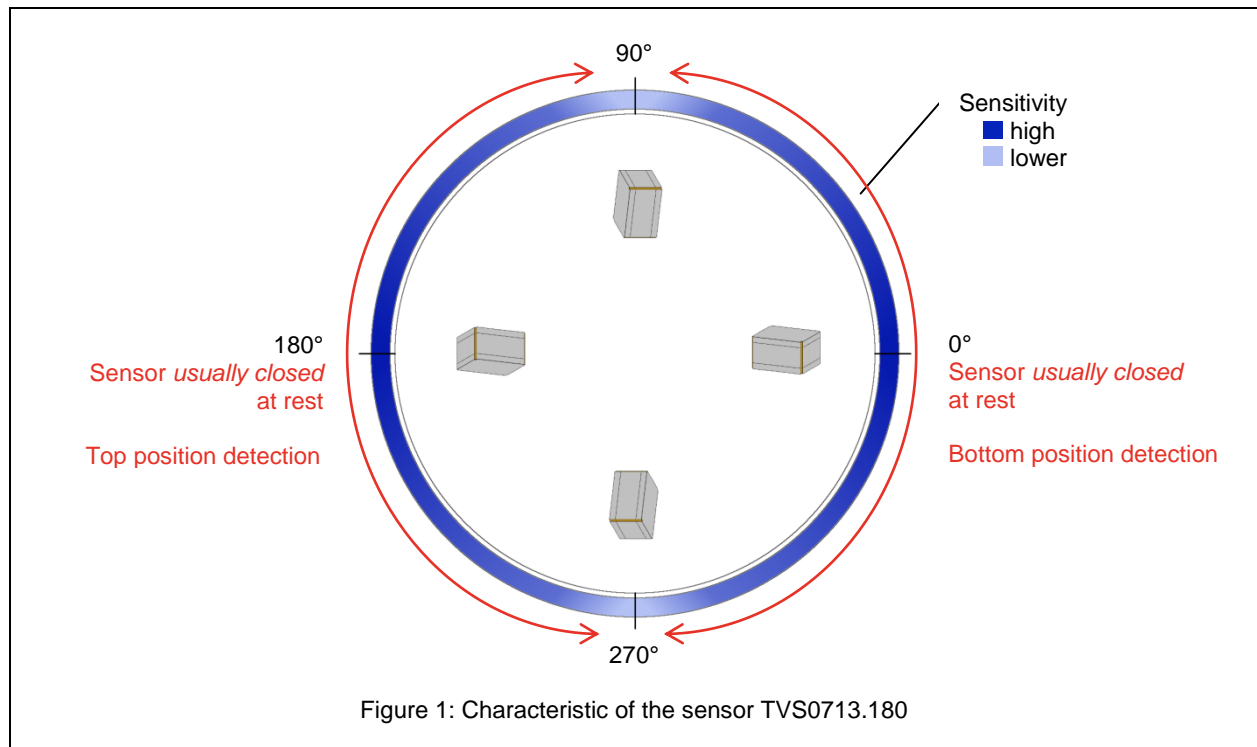 90°
Sensitivity
high
lower
180°
Sensor usually closed
at rest
Top position detection
0°
Sensor usually closed
at rest
Bottom position detection
270°
Figure 1: Characteristic of the sensor TVS0713.180